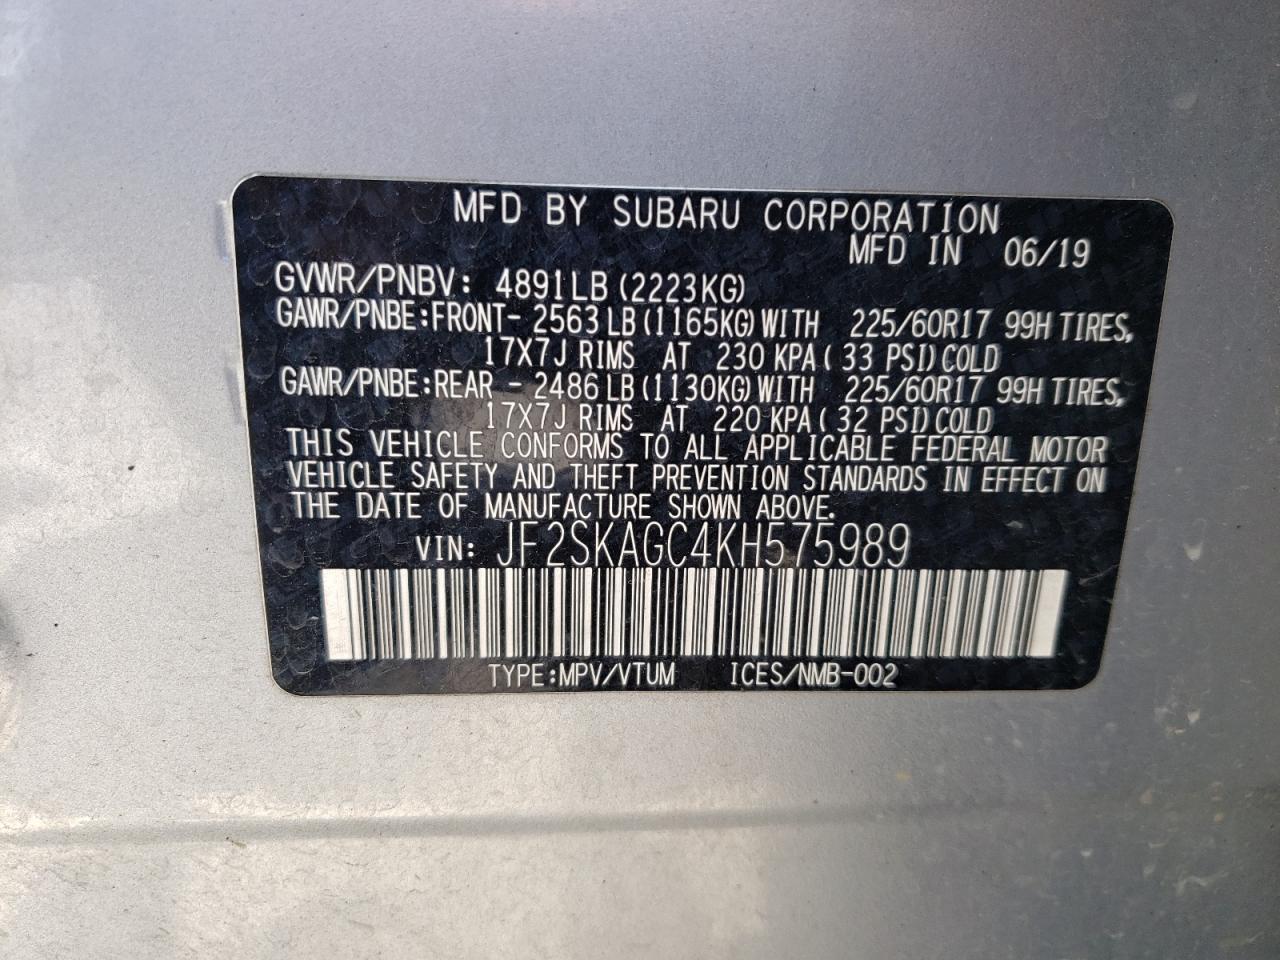 MFD BY SUBARU CORPORATION
MFD IN 06/19
GVWR/PNBV: 4891LB (2223KG)
GAWR/PNBE:FRONT- 2563 LB (1165KG) WITH 225/60R17 99H TIRES,
17X7J RIMS AT 230 KPA ( 33 PSI) COLD
GAWR/PNBE:REAR - 2486 LB (1130KG) WITH 225/60R17 99H TIRES,
17X7J RIMS AT 220 KPA ( 32 PSI) COLD
THIS VEHICLE CONFORMS TO ALL APPLICABLE FEDERAL MOTOR
VEHICLE SAFETY AND THEFT PREVENTION STANDARDS IN EFFECT ON
THE DATE OF MANUFACTURE SHOWN ABOVE.
VIN: JF2SKAGC4KH575989
TYPE:MPV/VTUM ICES/NMB-002